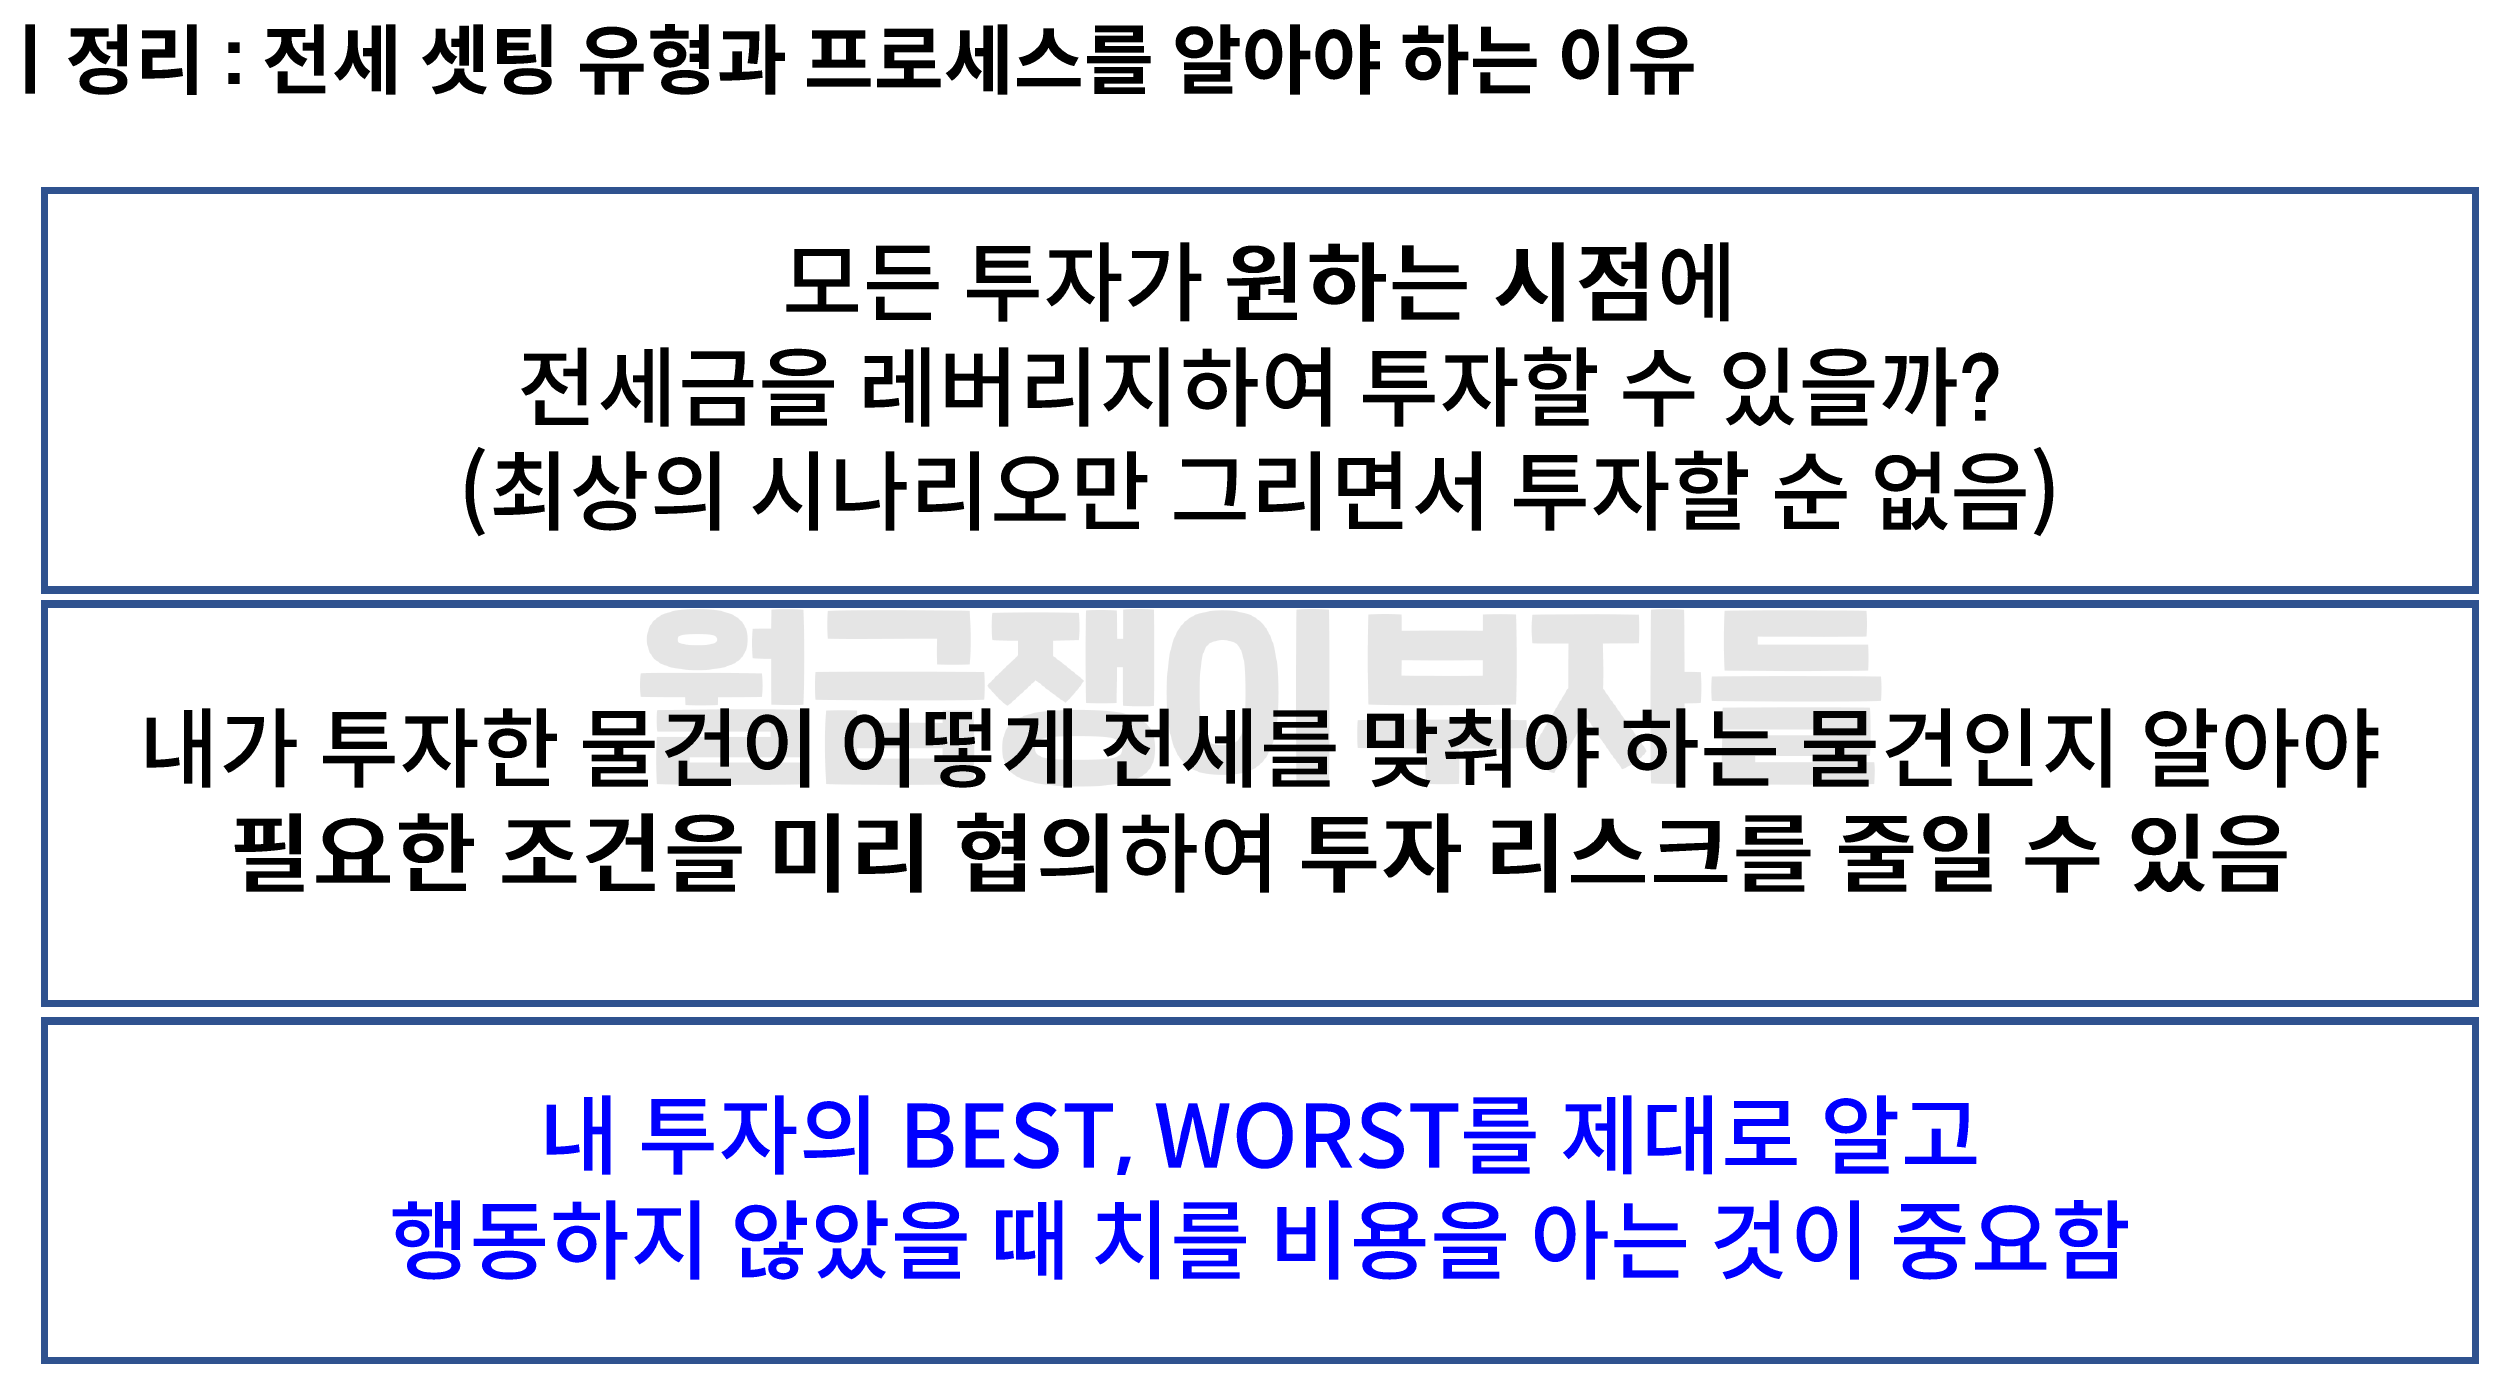 | 정리 : 전세 셋팅 유형과 프로세스를 알아야 하는 이유
모든 투자가 원하는 시점에
전세금을 레버리지하여 투자할 수 있을까?
(최상의 시나리오만 그리면서 투자할 순 없음)
월급쟁이부자들
내가 투자한 물건이 어떻게 전세를 맞춰야 하는 물건인지 알아야
필요한 조건을 미리 협의하여 투자 리스크를 줄일 수 있음
내 투자의 BEST, WORST를 제대로 알고
행동하지 않았을 때 치를 비용을 아는 것이 중요함